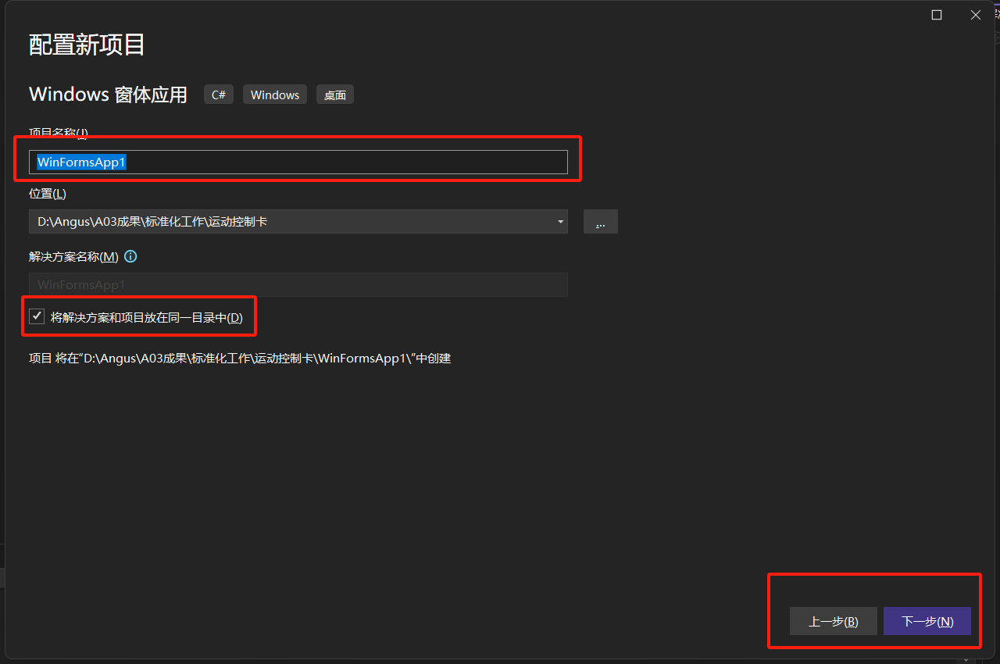 配置新项目
Windows 窗体应用 C# Windows 桌面
项目名称(J)
WinFormsApp1
位置(L)
D:\Angus\A03成果\标准化工作\运动控制卡
...
解决方案名称(M)
WinFormsApp1
将解决方案和项目放在同一目录中(D)
项目 将在“D:\Angus\A03成果\标准化工作\运动控制卡\WinFormsApp1\”中创建
上一步(B) 下一步(N)